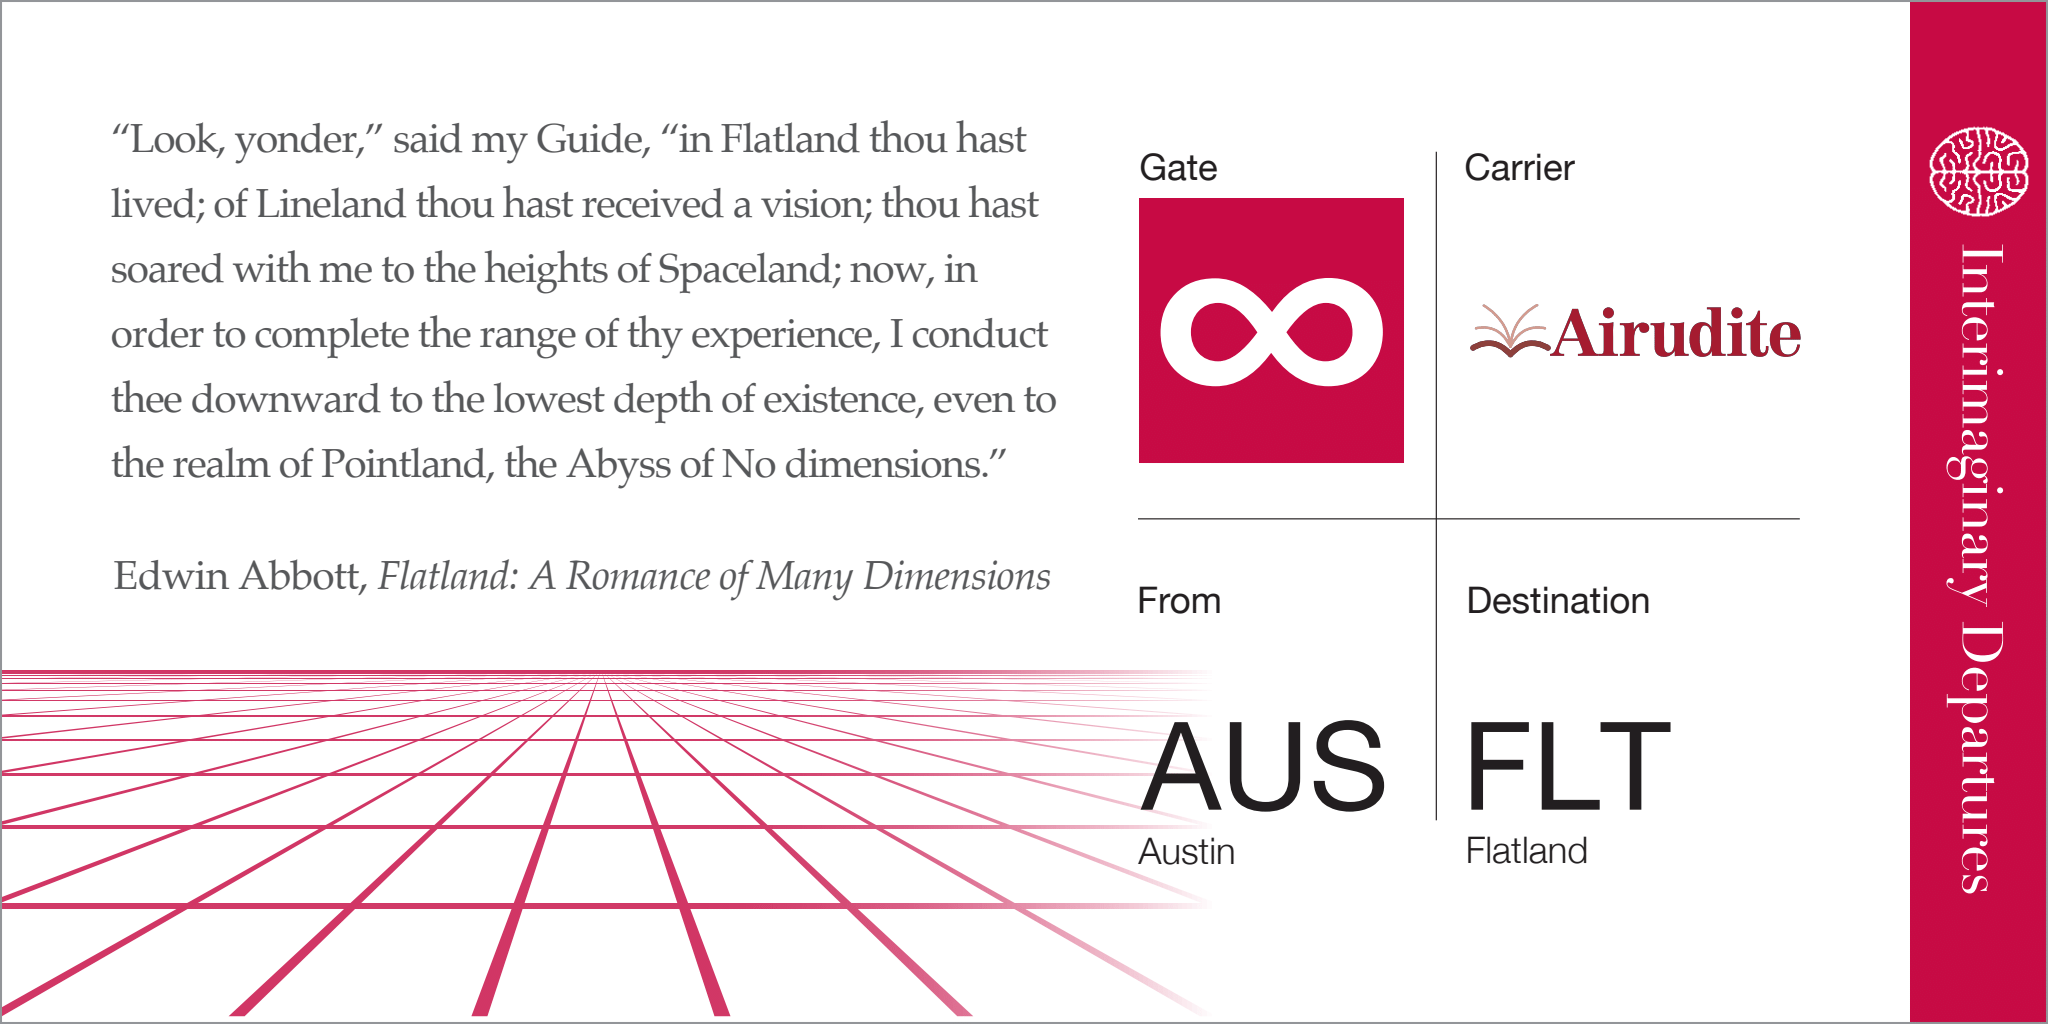 “Look, yonder,” said my Guide, “in Flatland thou hast
lived; of Lineland thou hast received a vision; thou hast
soared with me to the heights of Spaceland; now, in
order to complete the range of thy experience, I conduct
thee downward to the lowest depth of existence, even to
the realm of Pointland, the Abyss of No dimensions.”
Edwin Abbott, Flatland: A Romance of Many Dimensions
Gate
∞
Carrier
Airudite
From
AUS
Austin
Destination
FLT
Flatland
Interimaginary Departures